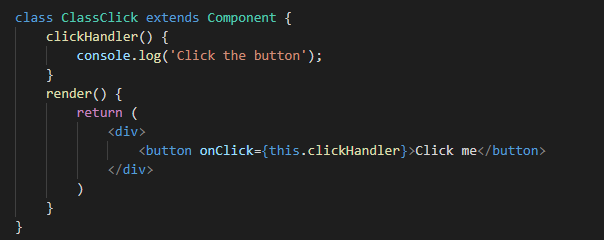 class ClassClick extends Component {
    clickHandler() {
        console.log('Click the button');
    }
    render() {
        return (
            <div>
                <button onClick={this.clickHandler}>Click me</button>
            </div>
        )
    }
}